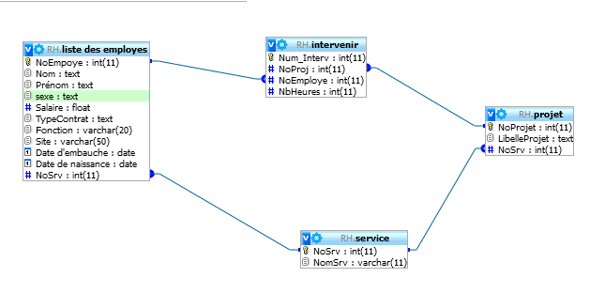 RH.liste des employes
NoEmpoye : int(11)
Nom : text
Prénom : text
sexe : text
Salaire : float
TypeContrat : text
Fonction : varchar(20)
Site : varchar(50)
Date d'embauche : date
Date de naissance : date
NoSrv : int(11)
RH.intervenir
Num_Interv : int(11)
NoProj : int(11)
NoEmploye : int(11)
NbHeures : int(11)
RH.projet
NoProjet : int(11)
LibelleProjet : text
NoSrv : int(11)
RH.service
NoSrv : int(11)
NomSrv : varchar(11)